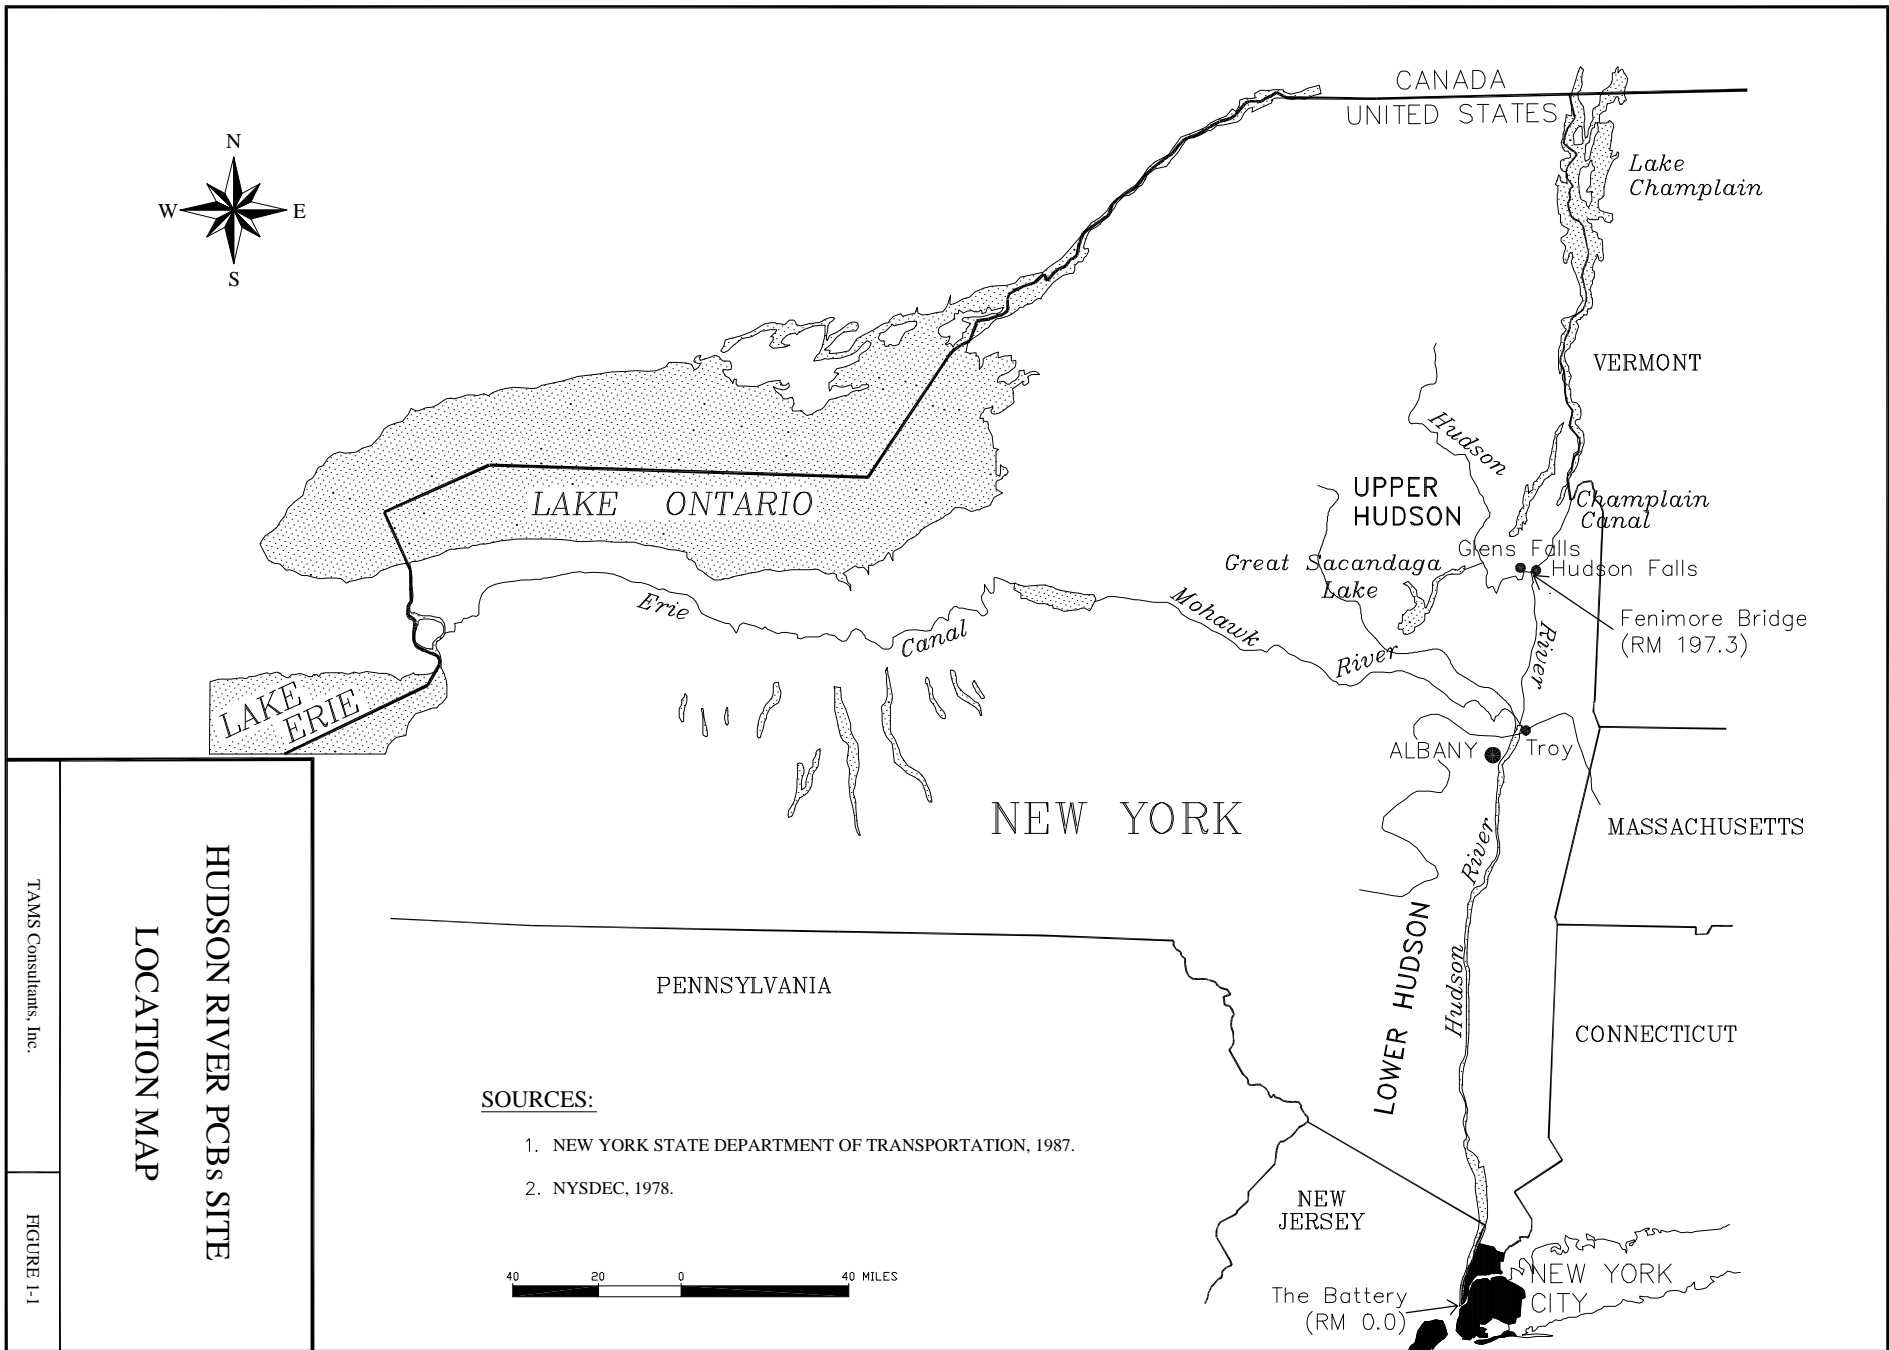 CANADA
UNITED STATES
N
W
E
S
Lake
Champlain
VERMONT
Hudson
UPPER
HUDSON
LAKE ONTARIO
Champlain
Canal
Glens Falls
Hudson Falls
Great Sacandaga
Lake
Fenimore Bridge
(RM 197.3)
Erie
Canal
Mohawk
River
River
LAKE
ERIE
ALBANY
Troy
NEW YORK
MASSACHUSETTS
River
Hudson
LOWER HUDSON
PENNSYLVANIA
CONNECTICUT
SOURCES:
1. NEW YORK STATE DEPARTMENT OF TRANSPORTATION, 1987.
2. NYSDEC, 1978.
NEW
JERSEY
40 20 0 40 MILES
NEW YORK
CITY
The Battery
(RM 0.0)
HUDSON RIVER PCBs SITE
LOCATION MAP
TAMS Consultants, Inc.
FIGURE 1-1